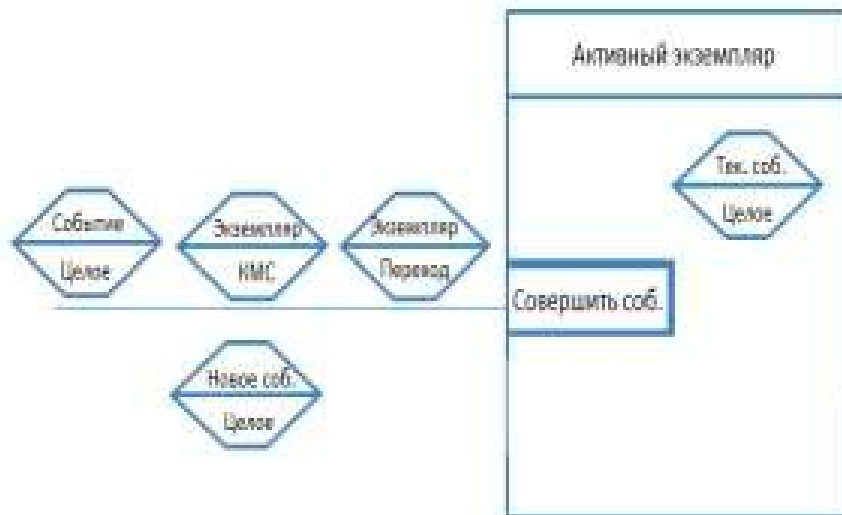 Активный экземпляр
Тек. соб.
Целое
Событие
Целое
Экземпляр
КМС
Экземпляр
Перевод
Совершить соб.
Новое соб.
Целое